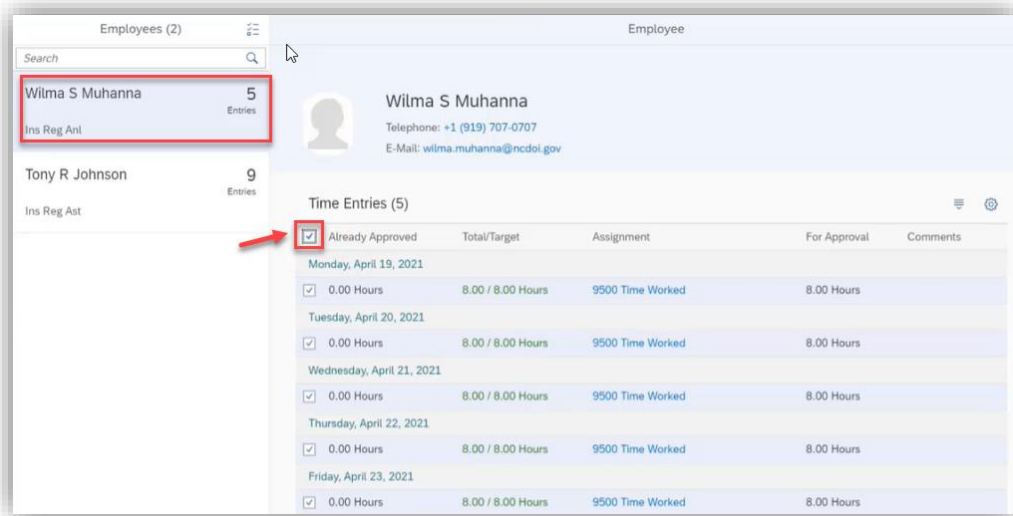 Employees (2)
Employee
Search
Wilma S Muhanna 5
Entries
Ins Reg Anl
Tony R Johnson 9
Entries
Ins Reg Ast
Wilma S Muhanna
Telephone: +1 (919) 707-0707
E-Mail: wilma.muhanna@ncdoi.gov
Time Entries (5)
Already Approved Total/Target Assignment For Approval Comments
Monday, April 19, 2021
0.00 Hours 8.00 / 8.00 Hours 9500 Time Worked 8.00 Hours
Tuesday, April 20, 2021
0.00 Hours 8.00 / 8.00 Hours 9500 Time Worked 8.00 Hours
Wednesday, April 21, 2021
0.00 Hours 8.00 / 8.00 Hours 9500 Time Worked 8.00 Hours
Thursday, April 22, 2021
0.00 Hours 8.00 / 8.00 Hours 9500 Time Worked 8.00 Hours
Friday, April 23, 2021
0.00 Hours 8.00 / 8.00 Hours 9500 Time Worked 8.00 Hours